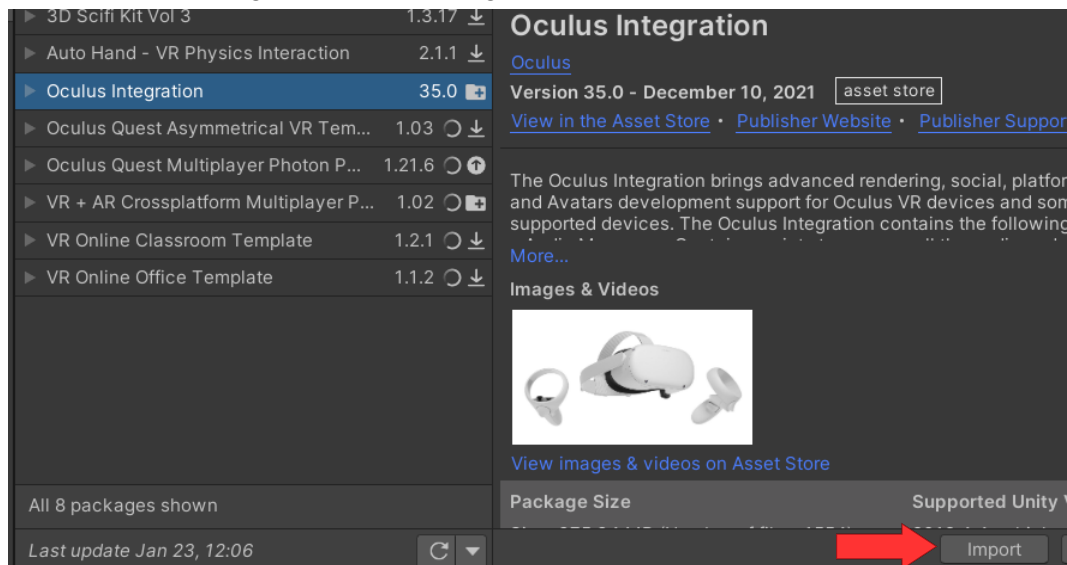 3D Scifi Kit Vol 3 1.3.17
Auto Hand - VR Physics Interaction 2.1.1
Oculus Integration 35.0
Oculus Quest Asymmetrical VR Tem... 1.03
Oculus Quest Multiplayer Photon P... 1.21.6
VR + AR Crossplatform Multiplayer P... 1.02
VR Online Classroom Template 1.2.1
VR Online Office Template 1.1.2
All 8 packages shown
Last update Jan 23, 12:06
Oculus Integration
Oculus
Version 35.0 - December 10, 2021 asset store
View in the Asset Store • Publisher Website • Publisher Suppor
The Oculus Integration brings advanced rendering, social, platfor
and Avatars development support for Oculus VR devices and som
supported devices. The Oculus Integration contains the following
More...
Images & Videos
View images & videos on Asset Store
Package Size Supported Unity
Import